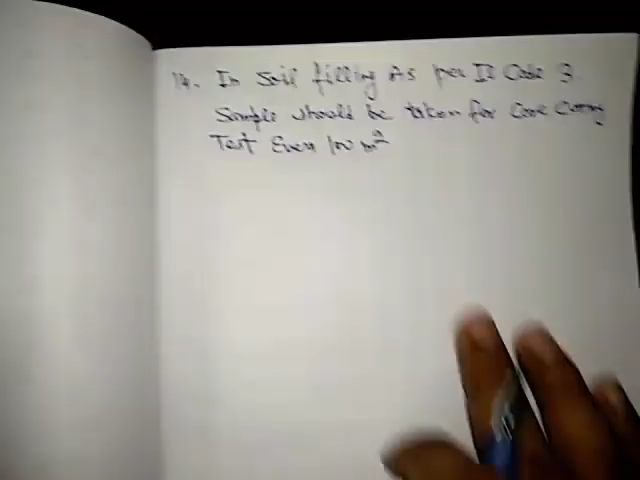 14. In Soil filling As per IS Code 3
Sample should be taken for Core Cutting
Test Every 100 m²